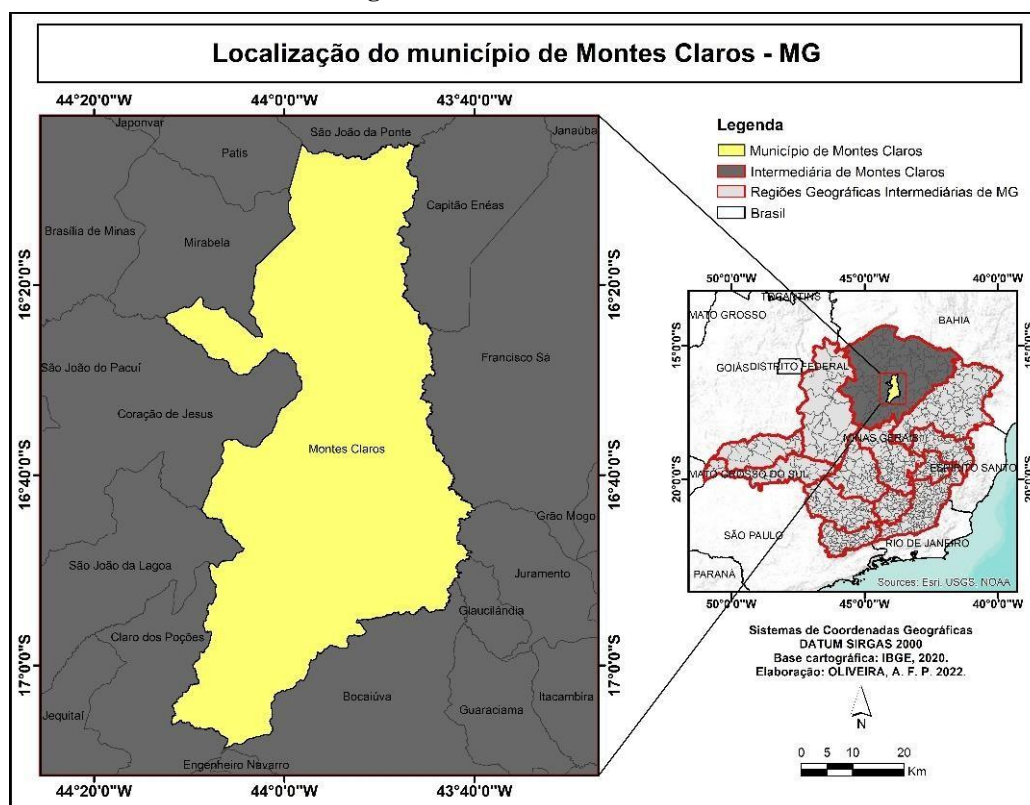 Localização do município de Montes Claros - MG
44°20'0"W
44°0'0"W
43°40'0"W
Japonvar
São João da Ponte
Janaúba
Patis
Capitão Enéas
Brasília de Minas
Mirabela
16°20'0"S
16°20'0"S
São João do Pacuí
Francisco Sá
Coração de Jesus
Montes Claros
16°40'0"S
16°40'0"S
Grão Mogo
São João da Lagoa
Juramento
Glaucilândia
Claro dos Poções
17°0'0"S
17°0'0"S
Bocaiúva
Itacambira
Jequitaí
Guaraciama
Engenheiro Navarro
44°20'0"W
44°0'0"W
43°40'0"W
Legenda
Município de Montes Claros
Intermediária de Montes Claros
Regiões Geográficas Intermediárias de MG
Brasil
50°0'0"W
45°0'0"W
40°0'0"W
TOCANTINS
MATO GROSSO
BAHIA
15°0'0"S
15°0'0"S
GOIÁS
DISTRITO FEDERAL
MINAS GERAIS
MATO GROSSO DO SUL
ESPÍRITO SANTO
20°0'0"S
20°0'0"S
SÃO PAULO
RIO DE JANEIRO
PARANÁ
Sources: Esri, USGS, NOAA
50°0'0"W
45°0'0"W
40°0'0"W
Sistemas de Coordenadas Geográficas
DATUM SIRGAS 2000
Base cartográfica: IBGE, 2020.
Elaboração: OLIVEIRA, A. F. P. 2022.
N
0 5 10 20
Km